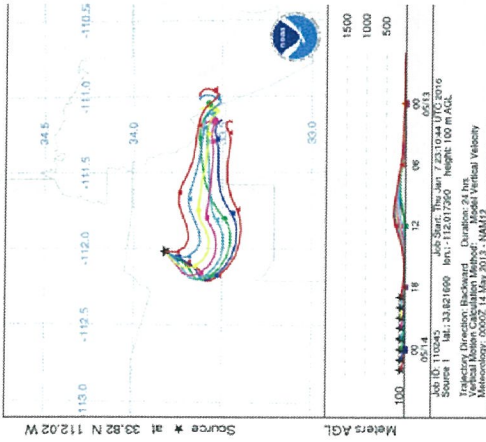 Source ★ at 33.82 N 112.02 W
34.5
34.0
33.0
-113.0
-112.5
-112.0
-111.5
-111.0
-110.5
noaa
Meters AGL
1500
1000
500
100
00 18 12 06 00
05/14 05/13
Job ID: 110245 Job Start: Thu Jan 7 23:10:44 UTC 2016
Source 1 lat.: 33.821690 lon.: -112.017390 height: 100 m AGL
Trajectory Direction: Backward Duration: 24 hrs
Vertical Motion Calculation Method: Model Vertical Velocity
Meteorology: 0000Z 14 May 2013 - NAM12